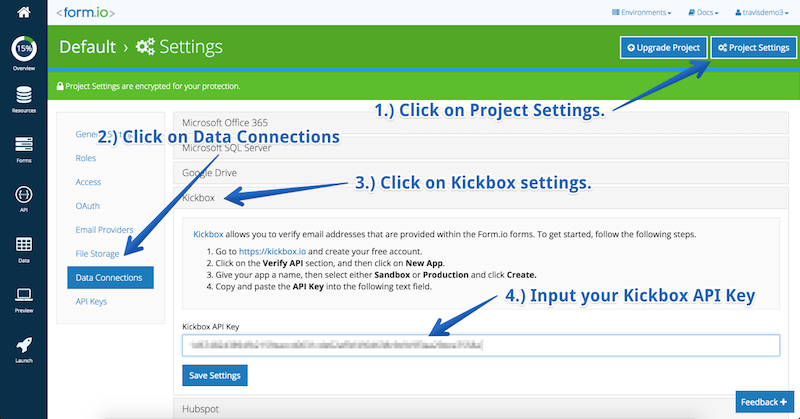 <form.io>
Environments
Docs
travisdemo3
15%
Overview
Default › Settings
Upgrade Project
Project Settings
Project Settings are encrypted for your protection.
Resources
1.) Click on Project Settings.
Microsoft Office 365
2.) Click on Data Connections
Forms
Microsoft SQL Server
Roles
Google Drive
Access
3.) Click on Kickbox settings.
Kickbox
API
OAuth
Email Providers
Kickbox allows you to verify email addresses that are provided within the Form.io forms. To get started, follow the following steps.
File Storage
1. Go to https://kickbox.io and create your free account.
Data
2. Click on the Verify API section, and then click on New App.
Data Connections
3. Give your app a name, then select either Sandbox or Production and click Create.
4. Copy and paste the API Key into the following text field.
API Keys
4.) Input your Kickbox API Key
Preview
Kickbox API Key
Launch
Save Settings
Hubspot
Feedback +